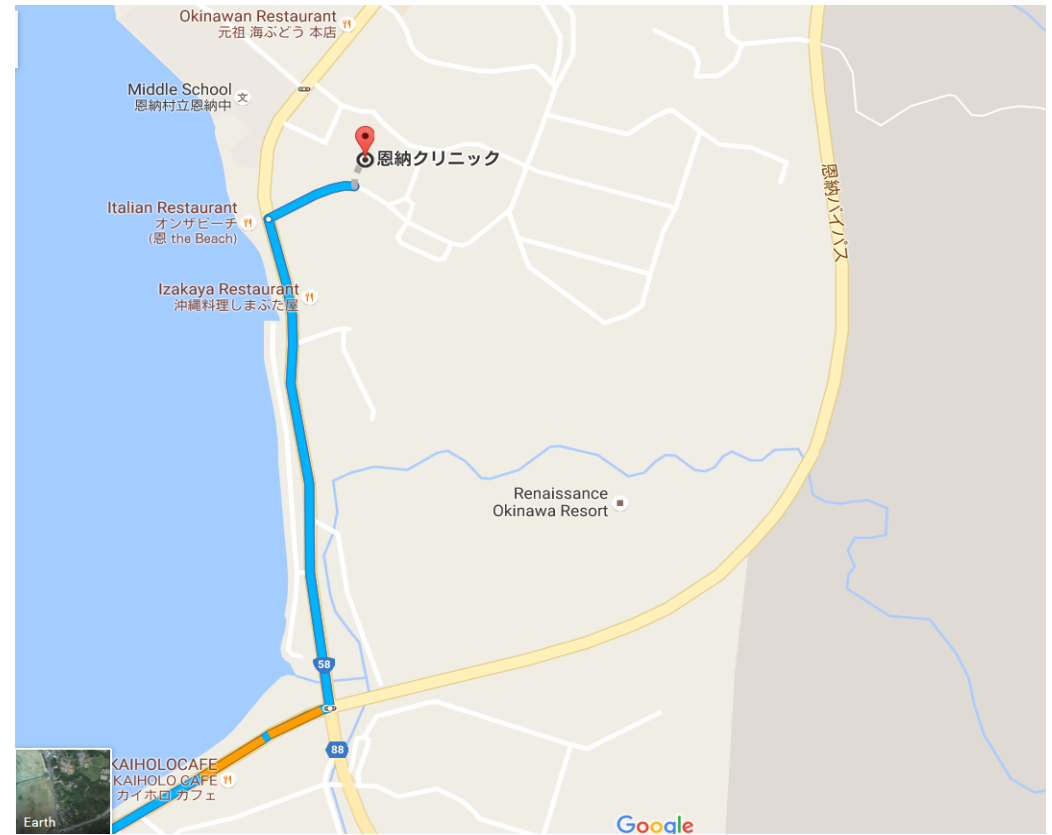 Okinawan Restaurant
元祖 海ぶどう 本店
Middle School
恩納村立恩納中
文
恩納クリニック
恩納バイパス
Italian Restaurant
オンザビーチ
(恩 the Beach)
Izakaya Restaurant
沖縄料理しまぶた屋
Renaissance
Okinawa Resort
58
88
KAIHOLOCAFE
KAIHOLO CAFE
カイホロ カフェ
Earth
Google